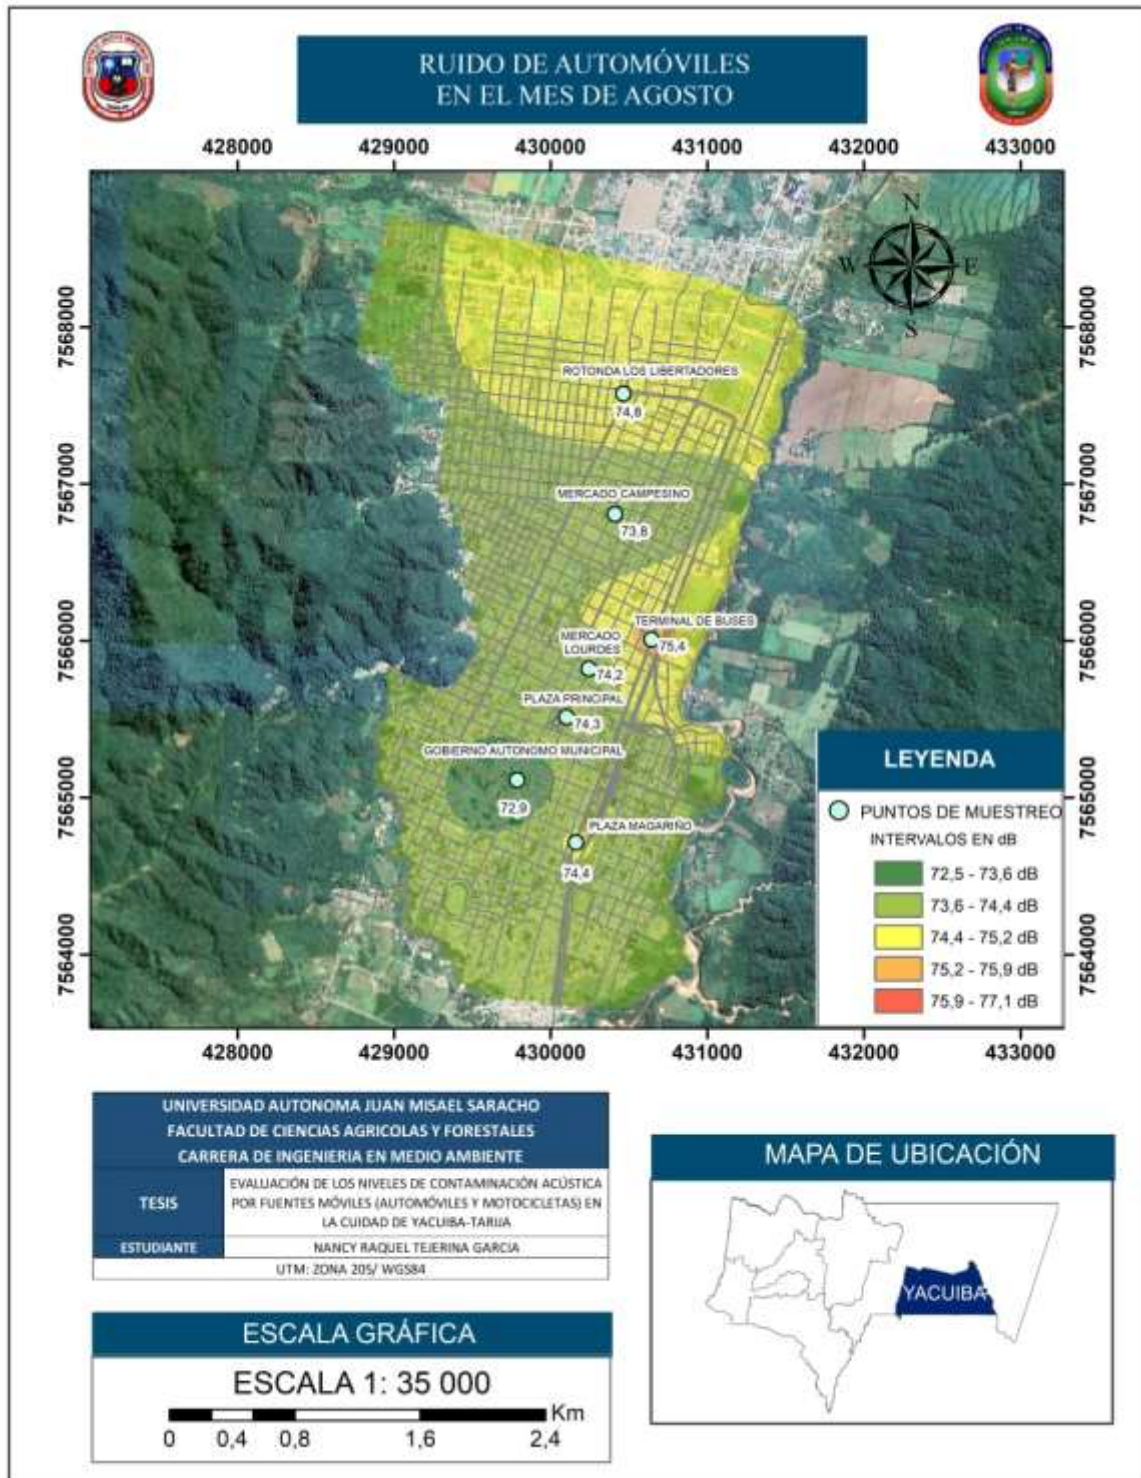 RUIDO DE AUTOMÓVILES
EN EL MES DE AGOSTO
428000 429000 430000 431000 432000 433000
N
W E
S
7568000 7568000
ROTONDA LOS LIBERTADORES
74,8
7567000 7567000
MERCADO CAMPESINO
73,8
TERMINAL DE BUSES
7566000 7566000
75,4
MERCADO
LOURDES
74,2
PLAZA PRINCIPAL
74,3
GOBIERNO AUTONOMO MUNICIPAL
72,9
7565000 7565000
PLAZA MAGARIÑO
74,4
7564000 7564000
LEYENDA
PUNTOS DE MUESTREO
INTERVALOS EN dB
72,5 - 73,6 dB
73,6 - 74,4 dB
74,4 - 75,2 dB
75,2 - 75,9 dB
75,9 - 77,1 dB
428000 429000 430000 431000 432000 433000
UNIVERSIDAD AUTONOMA JUAN MISAEL SARACHO
FACULTAD DE CIENCIAS AGRICOLAS Y FORESTALES
CARRERA DE INGENIERIA EN MEDIO AMBIENTE
TESIS
EVALUACIÓN DE LOS NIVELES DE CONTAMINACIÓN ACÚSTICA
POR FUENTES MÓVILES (AUTOMÓVILES Y MOTOCICLETAS) EN
LA CUIDAD DE YACUIBA-TARIJA
ESTUDIANTE NANCY RAQUEL TEJERINA GARCIA
UTM: ZONA 20S/ WGS84
MAPA DE UBICACIÓN
YACUIBA
ESCALA GRÁFICA
ESCALA 1: 35 000
Km
0 0,4 0,8 1,6 2,4